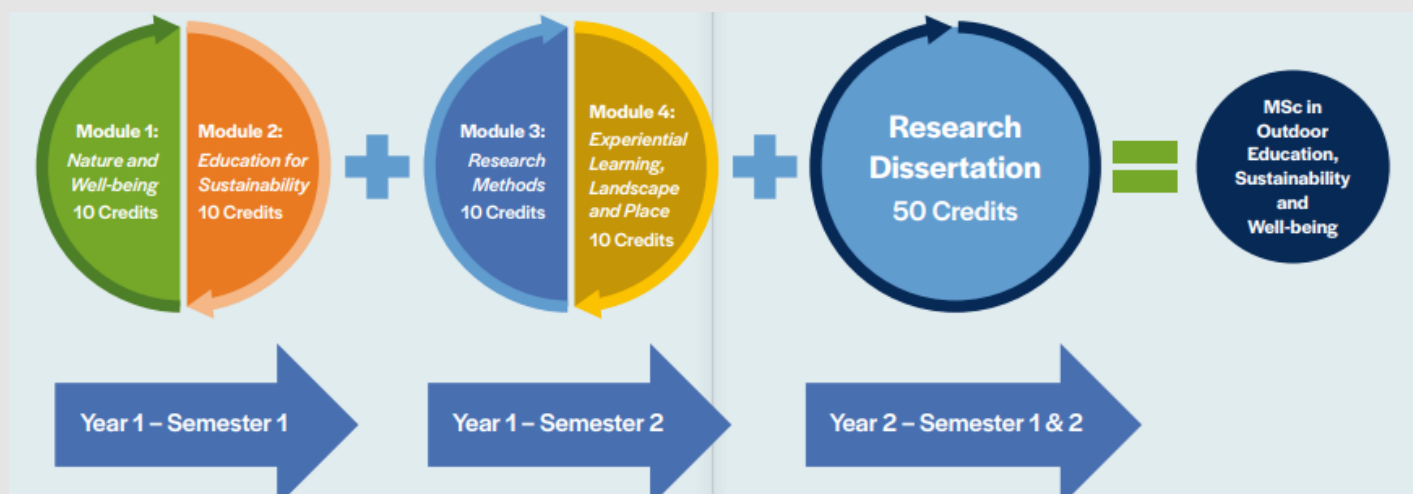 Module 1:
Nature and
Well-being
10 Credits
Module 2:
Education for
Sustainability
10 Credits
Module 3:
Research
Methods
10 Credits
Module 4:
Experiential
Learning,
Landscape
and Place
10 Credits
Research
Dissertation
50 Credits
MSc in
Outdoor
Education,
Sustainability
and
Well-being
Year 1 – Semester 1
Year 1 – Semester 2
Year 2 – Semester 1 & 2